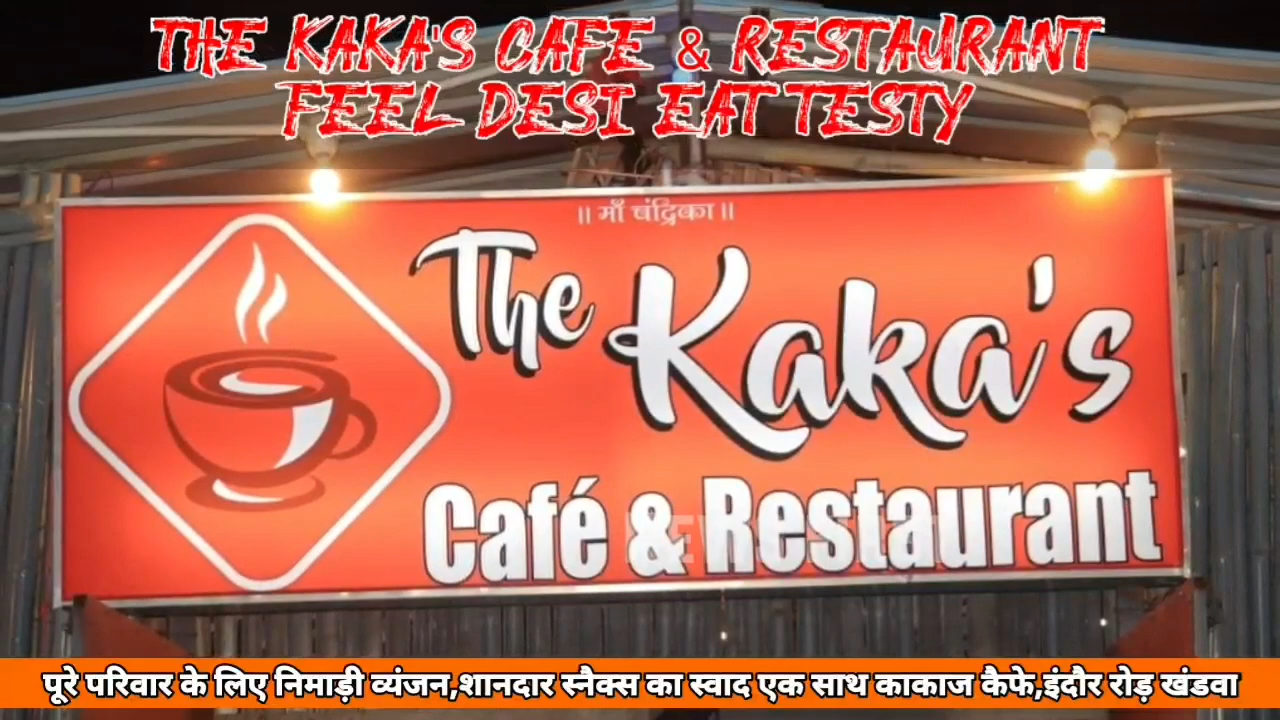 THE KAKA'S CAFE & RESTAURANT
FEEL DESI EAT TESTY
॥ माँ चंद्रिका ॥
The Kaka's
Café & Restaurant
पूरे परिवार के लिए निमाड़ी व्यंजन,शानदार स्नैक्स का स्वाद एक साथ काकाज कैफे,इंदौर रोड़ खंडवा